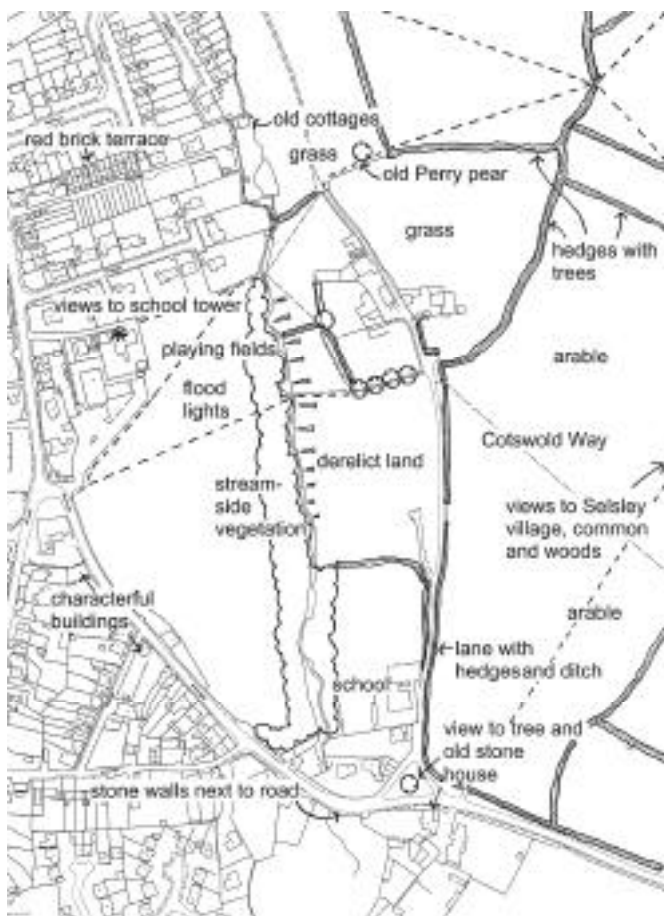 old cottages
red brick terrace
grass
old Perry pear
grass
hedges with
trees
views to school tower
playing fields
arable
flood
lights
Cotswold Way
derelict land
stream-
side
vegetation
views to Selsley
village, common
and woods
characterful
buildings
arable
lane with
hedges and ditch
school
view to tree and
old stone
house
stone walls next to road